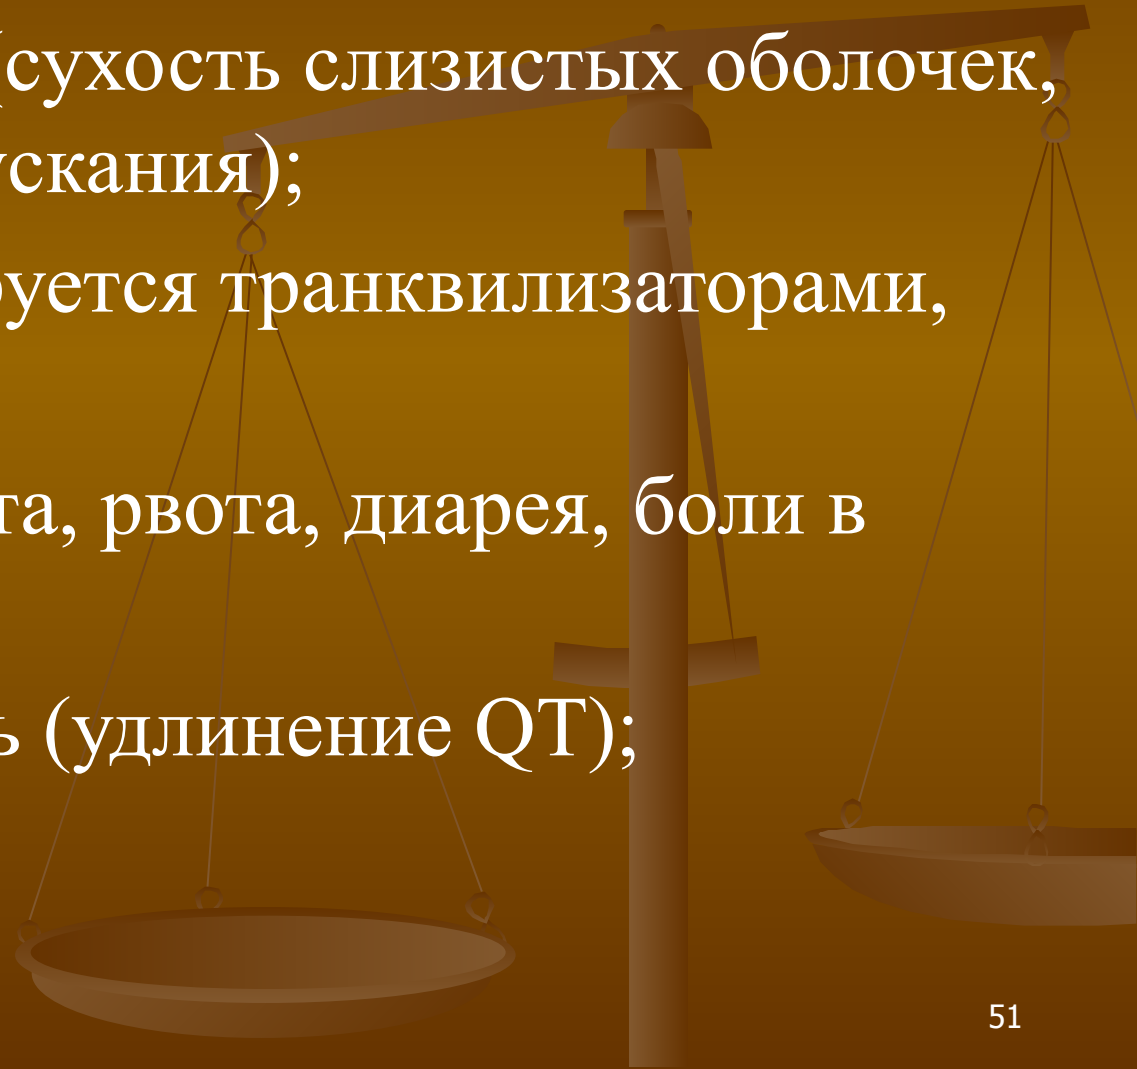 (сухость слизистых оболочек,
ускания);
руется транквилизаторами,
та, рвота, диарея, боли в
ь (удлинение QT);
51